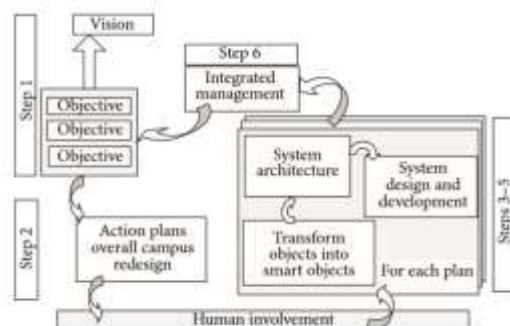 Vision
Step 1
Objective
Objective
Objective
Step 6
Integrated
management
System
architecture
System
design and
development
Transform
objects into
smart objects
For each plan
Steps 3–5
Step 2
Action plans
overall campus
redesign
Human involvement